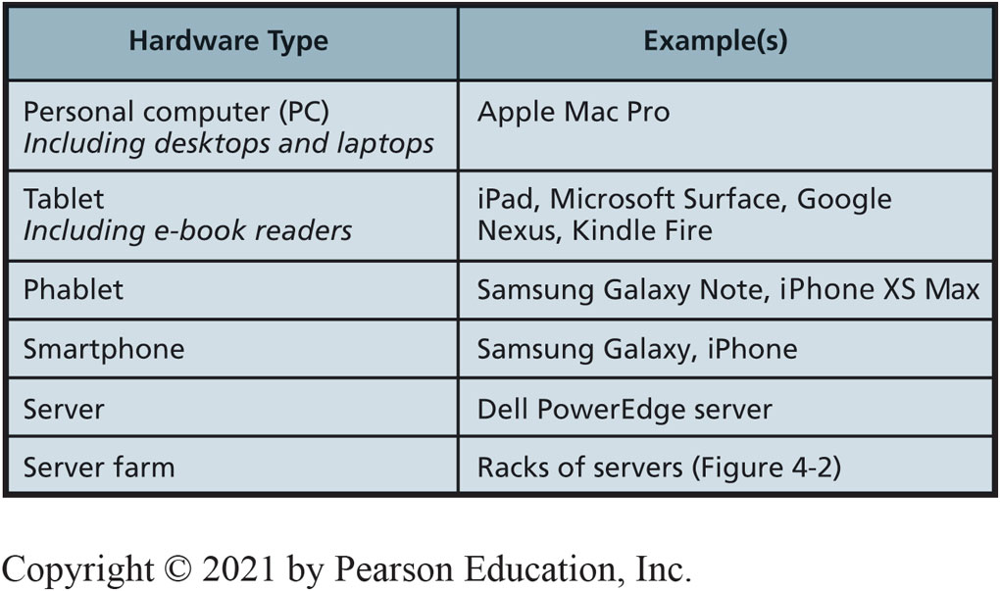 Hardware Type Example(s)
Personal computer (PC) Apple Mac Pro
Including desktops and laptops
Tablet iPad, Microsoft Surface, Google
Including e-book readers Nexus, Kindle Fire
Phablet Samsung Galaxy Note, iPhone XS Max
Smartphone Samsung Galaxy, iPhone
Server Dell PowerEdge server
Server farm Racks of servers (Figure 4-2)
Copyright © 2021 by Pearson Education, Inc.